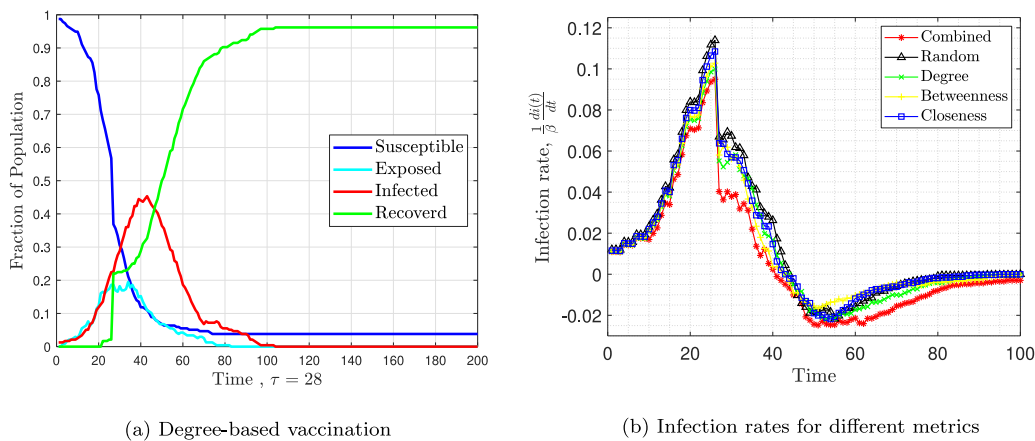 1
0.9
0.8
0.7
0.6
0.5
0.4
0.3
0.2
0.1
0
Fraction of Population
Susceptible
Exposed
Infected
Recoverd
0 20 40 60 80 100 120 140 160 180 200
Time , τ = 28
(a) Degree-based vaccination
0.12
0.1
0.08
0.06
0.04
0.02
0
-0.02
Infection rate, \frac{1}{β} \frac{di(t)}{dt}
Combined
Random
Degree
Betweenness
Closeness
0 20 40 60 80 100
Time
(b) Infection rates for different metrics